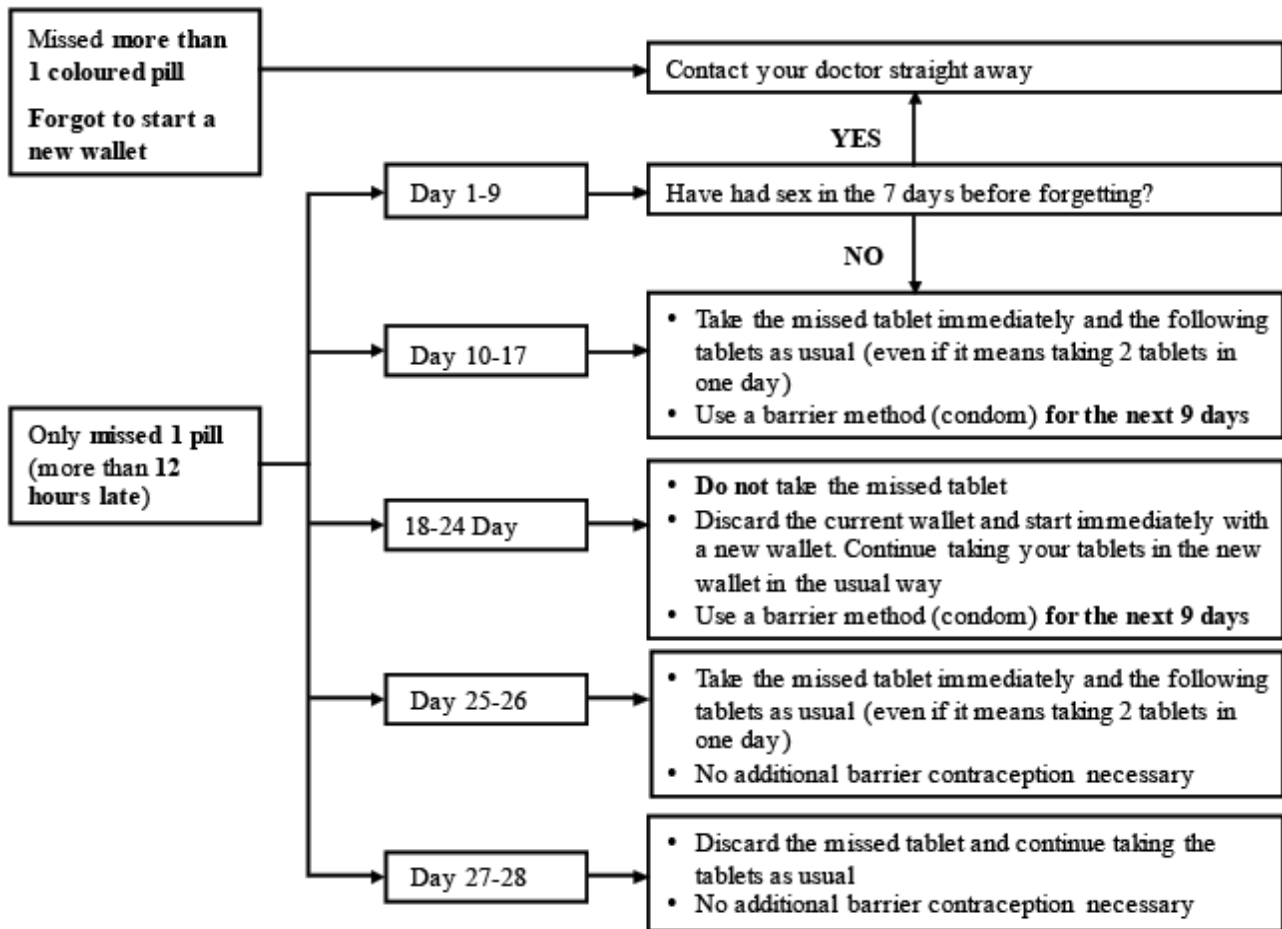 Missed more than
1 coloured pill
Forgot to start a
new wallet
Contact your doctor straight away
YES
Day 1-9
Have had sex in the 7 days before forgetting?
NO
Day 10-17
• Take the missed tablet immediately and the following
tablets as usual (even if it means taking 2 tablets in
one day)
• Use a barrier method (condom) for the next 9 days
Only missed 1 pill
(more than 12
hours late)
18-24 Day
• Do not take the missed tablet
• Discard the current wallet and start immediately with
a new wallet. Continue taking your tablets in the new
wallet in the usual way
• Use a barrier method (condom) for the next 9 days
Day 25-26
• Take the missed tablet immediately and the following
tablets as usual (even if it means taking 2 tablets in
one day)
• No additional barrier contraception necessary
Day 27-28
• Discard the missed tablet and continue taking the
tablets as usual
• No additional barrier contraception necessary